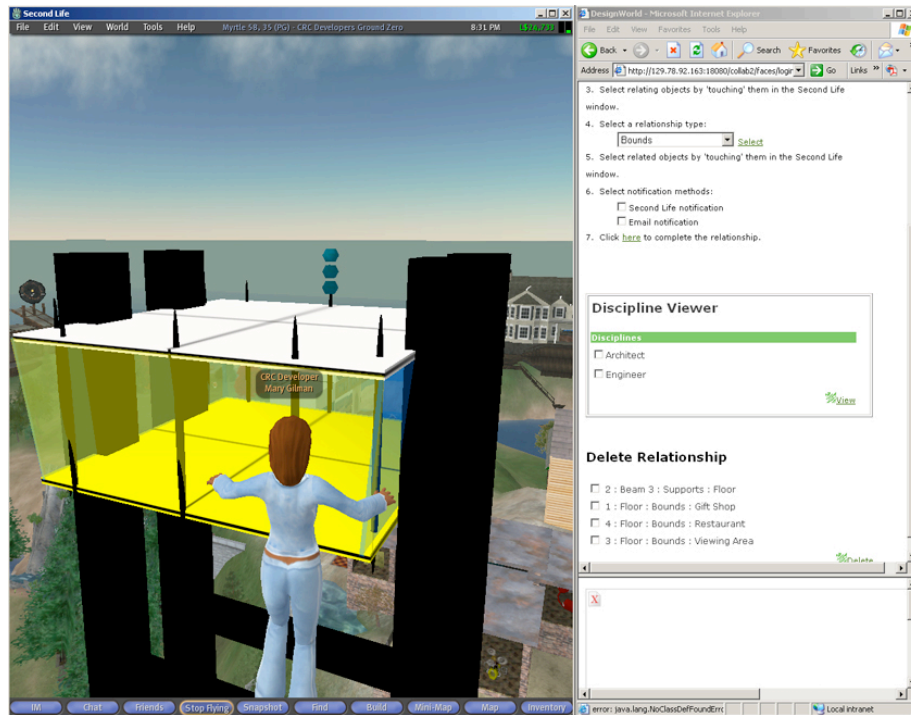 Second Life
File Edit View World Tools Help Myrtle 58, 35 (PG) - CRC Developers Ground Zero 8:31 PM L$26,733
CRC Developer
Mary Gilman
IM Chat Friends Stop Flying Snapshot Find Build Mini-Map Map Inventory
DesignWorld - Microsoft Internet Explorer
File Edit View Favorites Tools Help
Back Search Favorites
Address http://129.78.92.163:18080/collab2/faces/login Go Links
3. Select relating objects by 'touching' them in the Second Life
window.
4. Select a relationship type:
Bounds Select
5. Select related objects by 'touching' them in the Second Life
window.
6. Select notification methods:
Second Life notification
Email notification
7. Click here to complete the relationship.
Discipline Viewer
Disciplines
Architect
Engineer
View
Delete Relationship
2 : Beam 3 : Supports : Floor
1 : Floor : Bounds : Gift Shop
4 : Floor : Bounds : Restaurant
3 : Floor : Bounds : Viewing Area
Delete
error: java.lang.NoClassDefFoundErr Local intranet